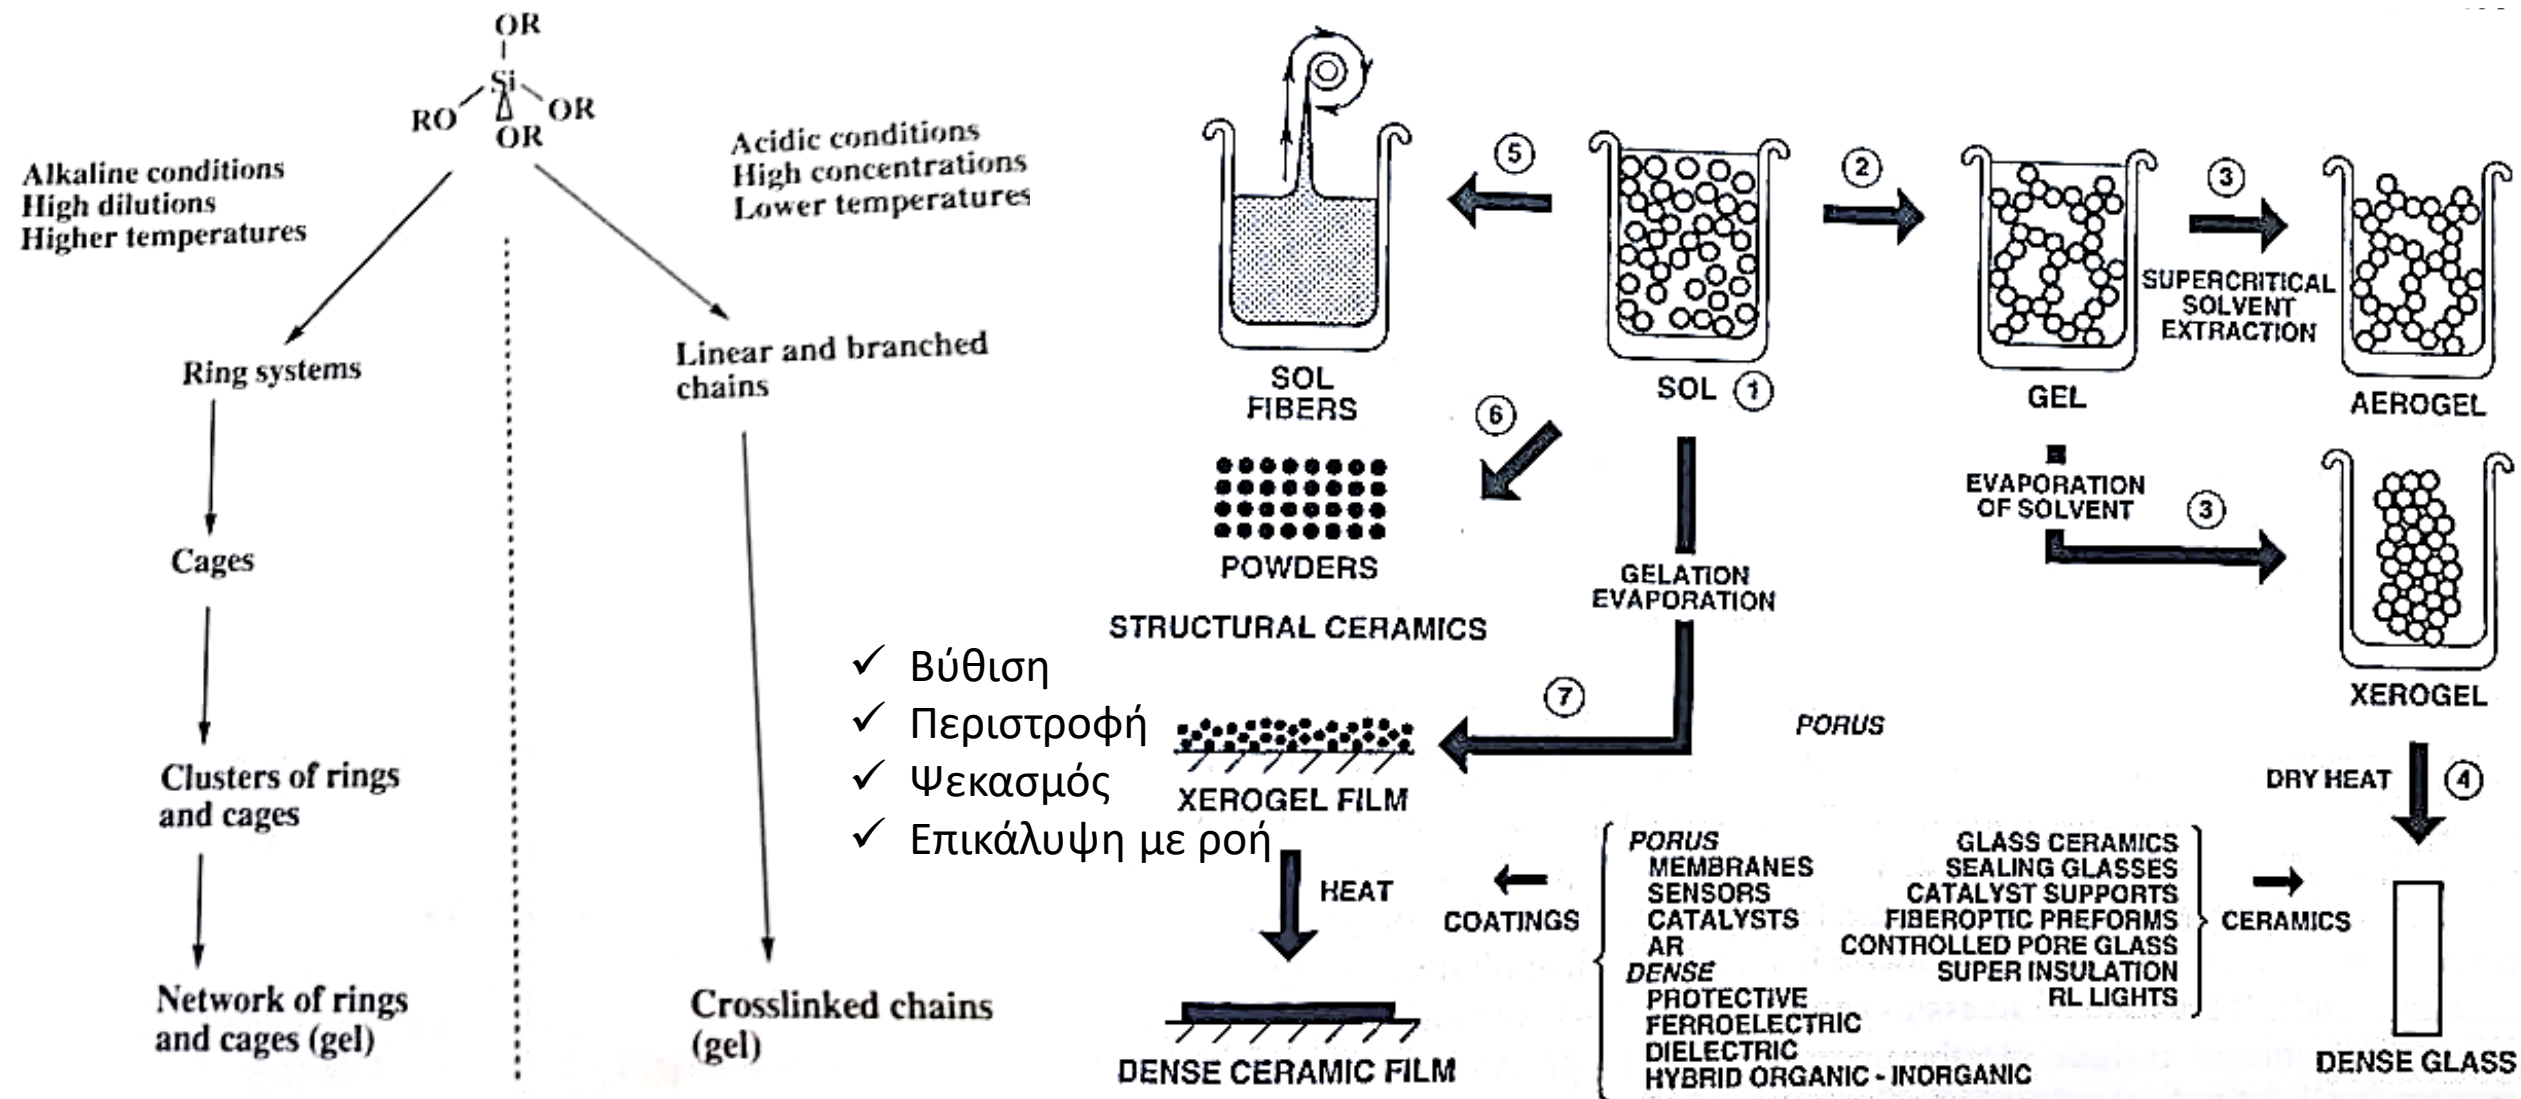 OR
Si
RO
OR
OR
Alkaline conditions
High dilutions
Higher temperatures
Acidic conditions
High concentrations
Lower temperatures
Ring systems
Linear and branched
chains
Cages
Clusters of rings
and cages
Network of rings
and cages (gel)
Crosslinked chains
(gel)
5
2
3
SUPERCRITICAL
SOLVENT
EXTRACTION
SOL
FIBERS
SOL 1
GEL
AEROGEL
6
POWDERS
STRUCTURAL CERAMICS
GELATION
EVAPORATION
EVAPORATION
OF SOLVENT
3
XEROGEL
✓ Βύθιση
✓ Περιστροφή
✓ Ψεκασμός
✓ Επικάλυψη με ροή
7
PORUS
XEROGEL FILM
HEAT
DENSE CERAMIC FILM
DRY HEAT 4
COATINGS
PORUS
MEMBRANES
SENSORS
CATALYSTS
AR
DENSE
PROTECTIVE
FERROELECTRIC
DIELECTRIC
HYBRID ORGANIC - INORGANIC
GLASS CERAMICS
SEALING GLASSES
CATALYST SUPPORTS
FIBEROPTIC PREFORMS
CONTROLLED PORE GLASS
SUPER INSULATION
RL LIGHTS
CERAMICS
DENSE GLASS